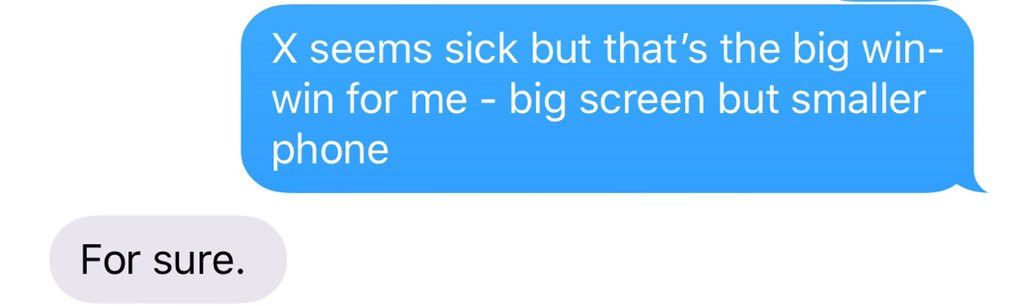 X seems sick but that’s the big win-
win for me - big screen but smaller
phone
For sure.